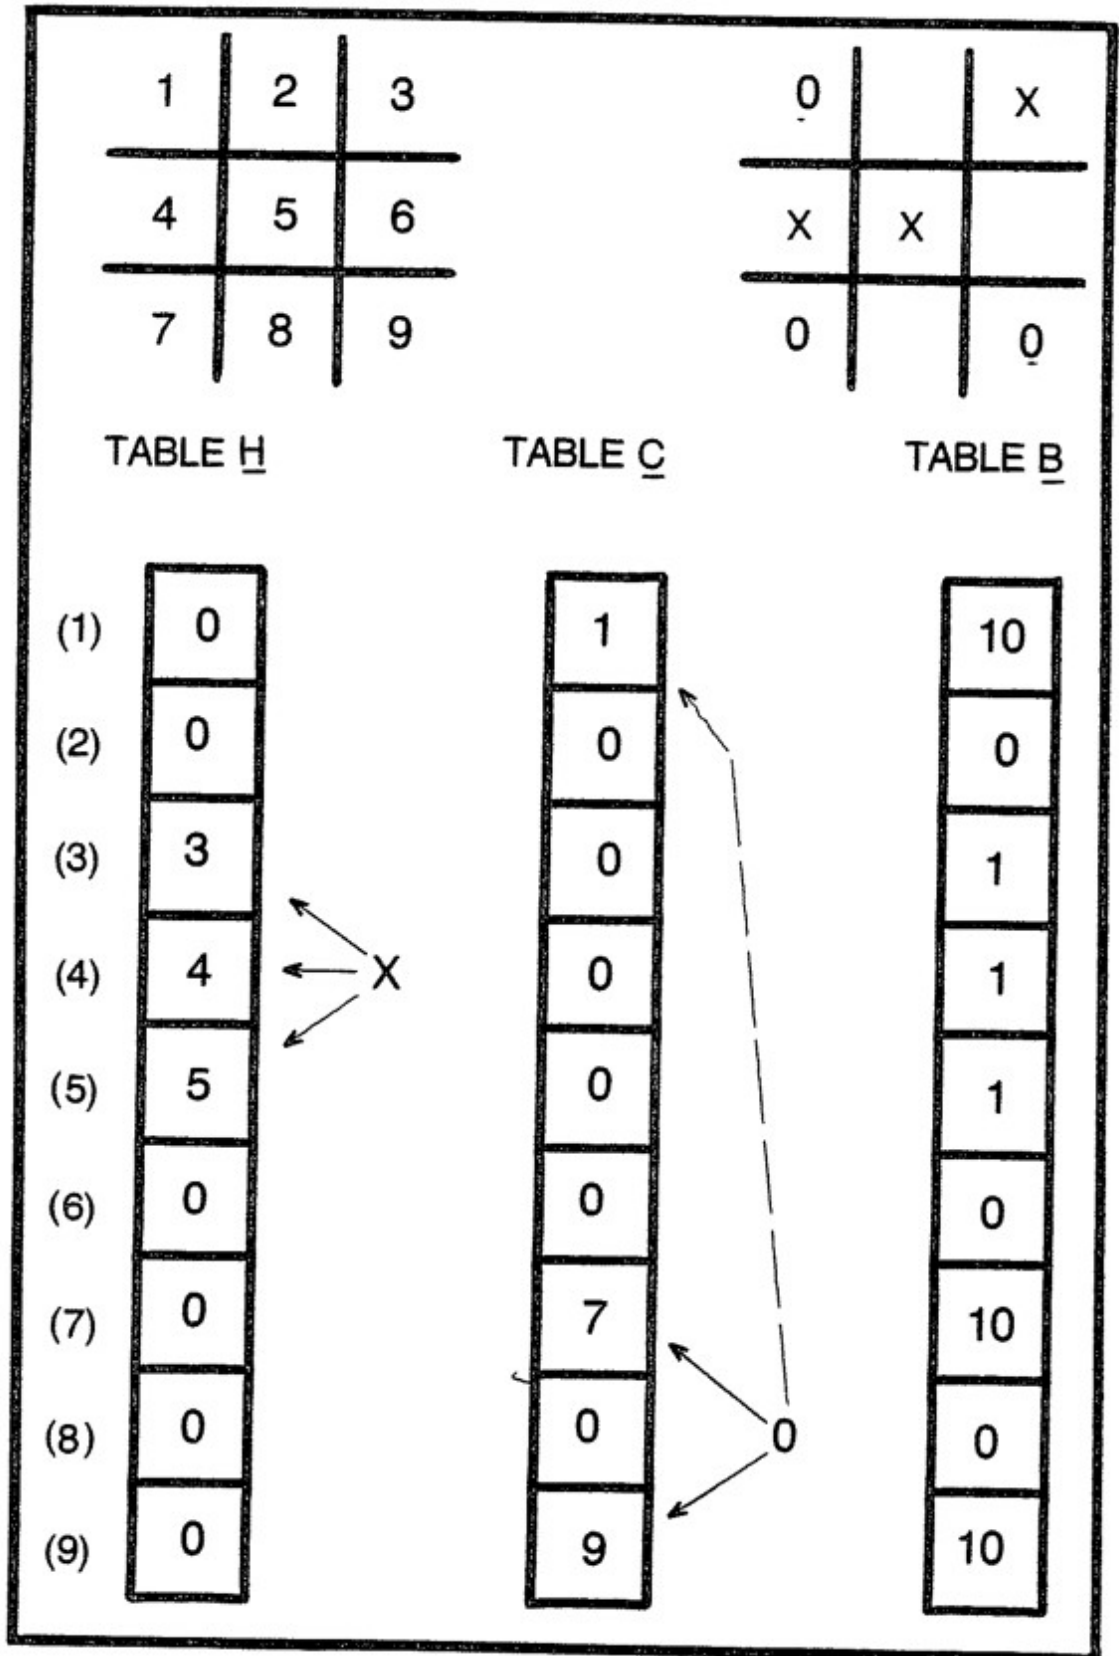 1 2 3
4 5 6
7 8 9
0 X
X X
0 0
TABLE H TABLE C TABLE B
(1) 0 1 10
(2) 0 0 0
(3) 3 0 1
(4) 4 X 0 1
(5) 5 0 1
(6) 0 0 0
(7) 0 7 10
(8) 0 0 0 0
(9) 0 9 10